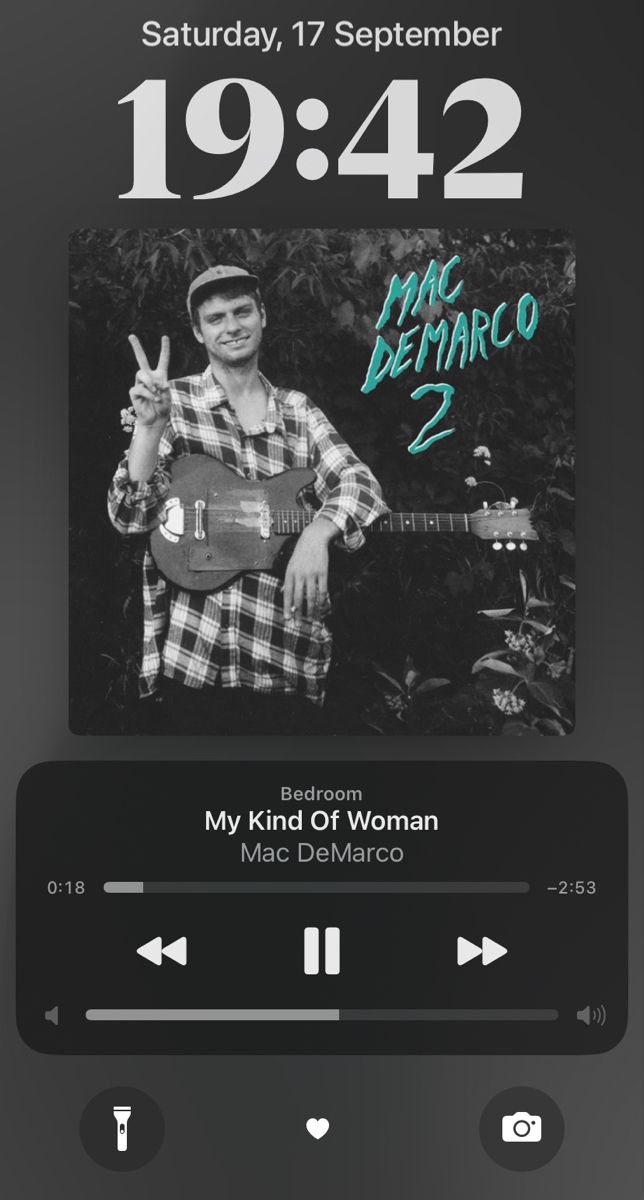 Saturday, 17 September
19:42
MAC
DEMARCO
2
Bedroom
My Kind Of Woman
Mac DeMarco
0:18
−2:53